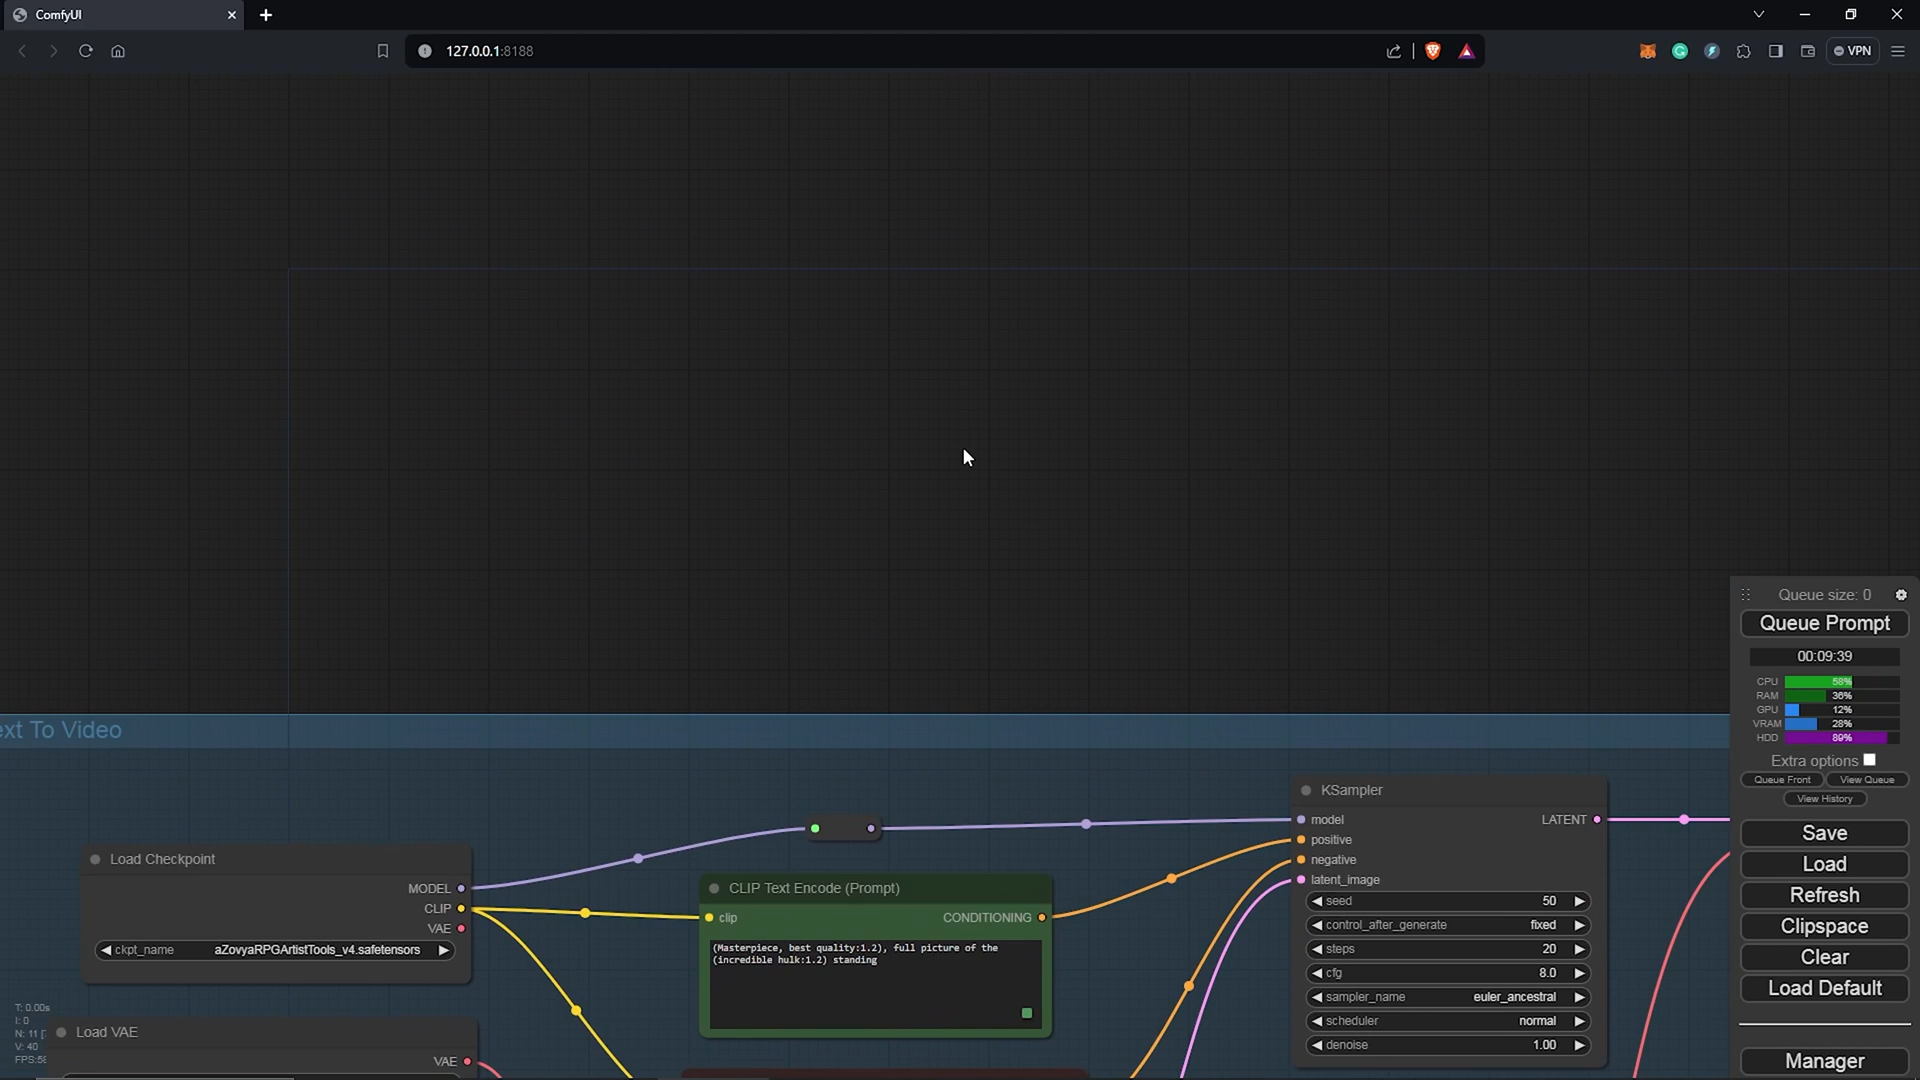 ComfyUI
127.0.0.1:8188
VPN
Queue size: 0
Queue Prompt
00:09:39
CPU 58%
RAM 36%
GPU 12%
VRAM 28%
HDD 89%
Extra options
Queue Front View Queue
View History
Save
Load
Refresh
Clipspace
Clear
Load Default
Manager
ext To Video
Load Checkpoint
MODEL
CLIP
VAE
ckpt_name aZovyaRPGArtistTools_v4.safetensors
Load VAE
VAE
CLIP Text Encode (Prompt)
clip CONDITIONING
(Masterpiece, best quality:1.2), full picture of the
(incredible hulk:1.2) standing
KSampler
model LATENT
positive
negative
latent_image
seed 50
control_after_generate fixed
steps 20
cfg 8.0
sampler_name euler_ancestral
scheduler normal
denoise 1.00
T: 0.00s
I: 0
N: 11 [
V: 40
FPS:58